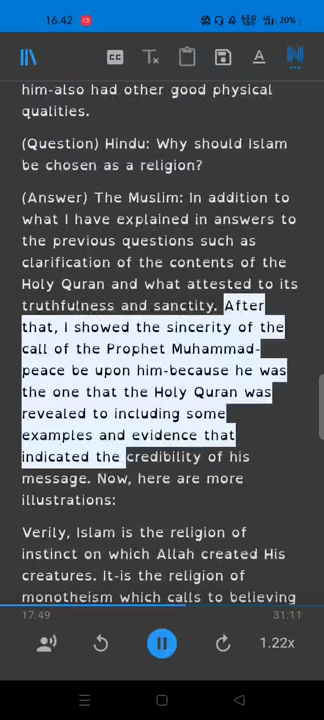 16.42
20%
CC
T×
A
him-also had other good physical
qualities.
(Question) Hindu: Why should Islam
be chosen as a religion?
(Answer) The Muslim: In addition to
what I have explained in answers to
the previous questions such as
clarification of the contents of the
Holy Quran and what attested to its
truthfulness and sanctity. After
that, I showed the sincerity of the
call of the Prophet Muhammad-
peace be upon him-because he was
the one that the Holy Quran was
revealed to including some
examples and evidence that
indicated the credibility of his
message. Now, here are more
illustrations:
Verily, Islam is the religion of
instinct on which Allah created His
creatures. It-is the religion of
monotheism which calls to believing
17:49
31:11
1.22x